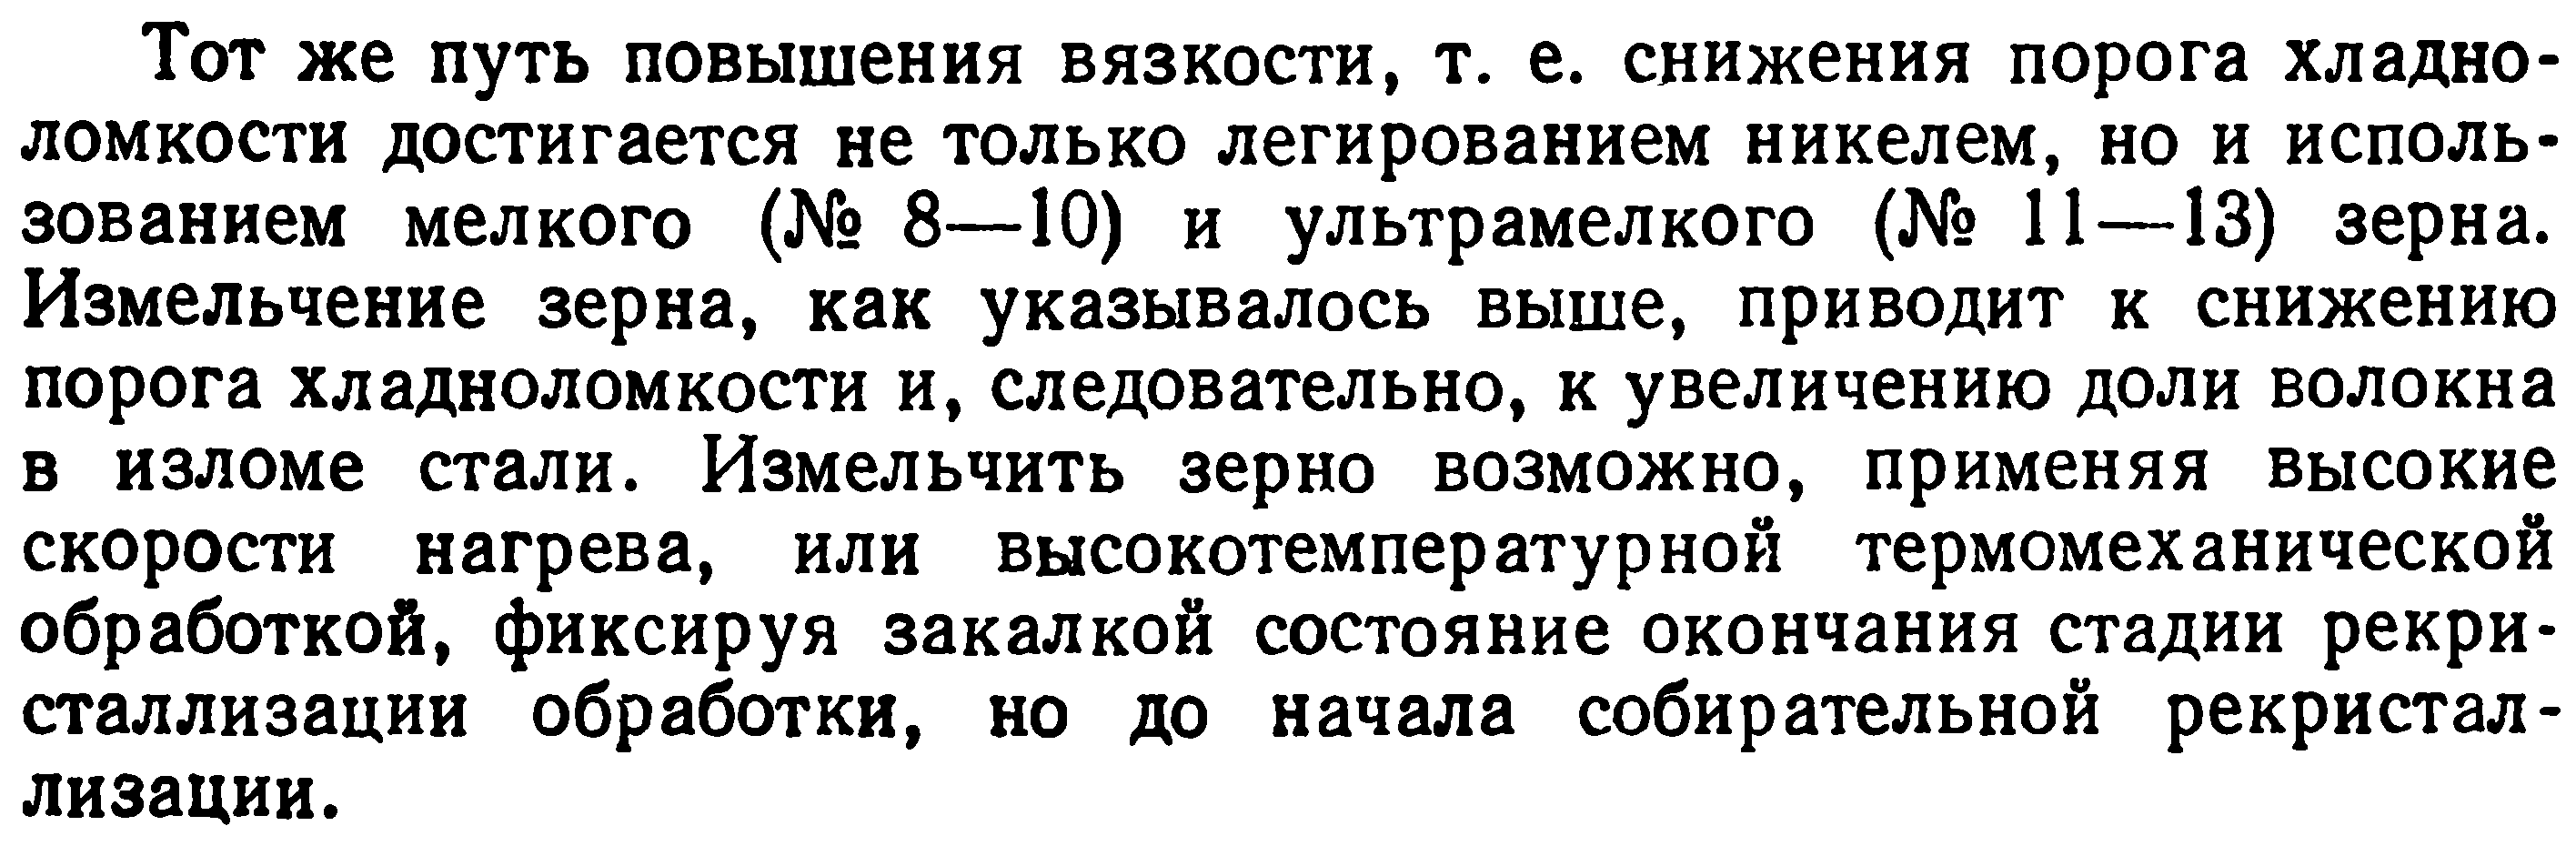 Тот же путь повышения вязкости, т. е. снижения порога хладно-
ломкости достигается не только легированием никелем, но и исполь-
зованием мелкого (№ 8—10) и ультрамелкого (№ 11—13) зерна.
Измельчение зерна, как указывалось выше, приводит к снижению
порога хладноломкости и, следовательно, к увеличению доли волокна
в изломе стали. Измельчить зерно возможно, применяя высокие
скорости нагрева, или высокотемпературной термомеханической
обработкой, фиксируя закалкой состояние окончания стадии рекри-
сталлизации обработки, но до начала собирательной рекристал-
лизации.